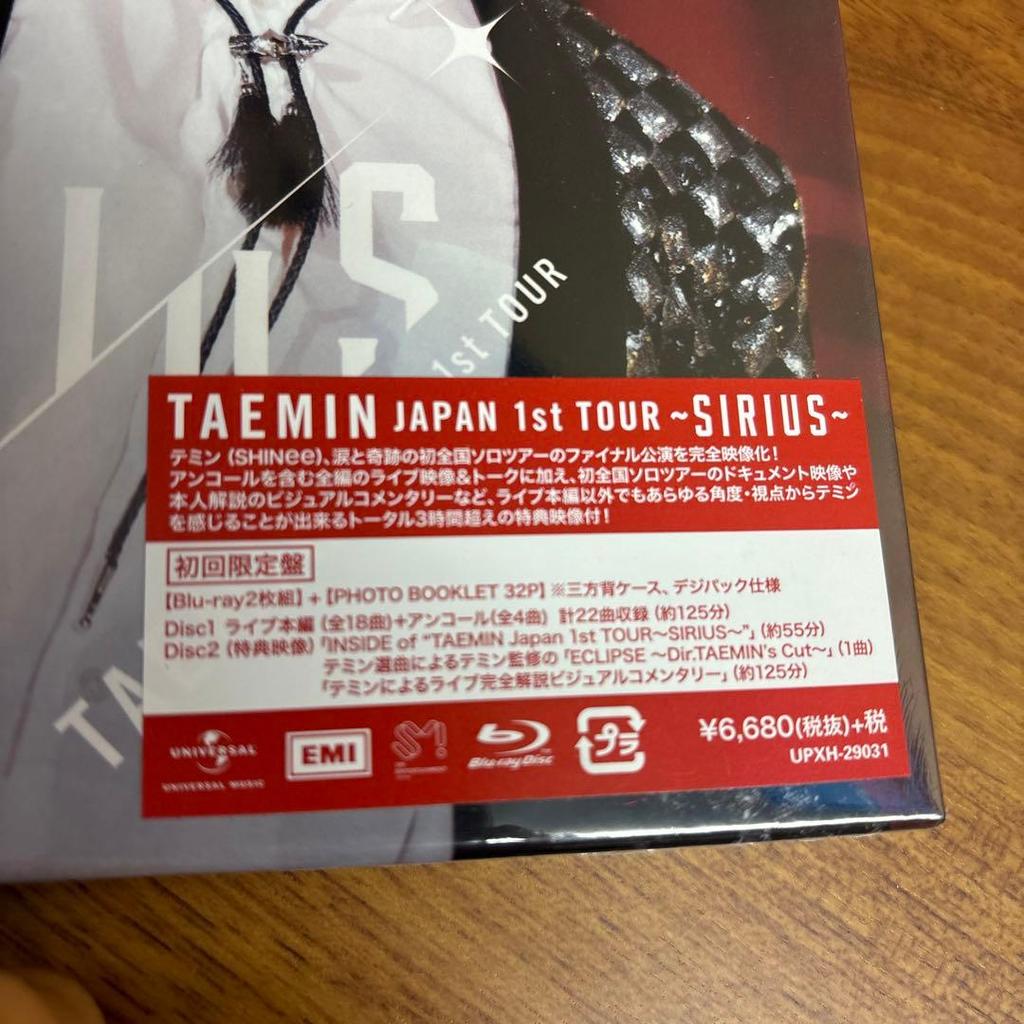 IUS
1st TOUR
TA
TAEMIN JAPAN 1st TOUR ~SIRIUS~
テミン(SHINee)、涙と奇跡の初全国ソロツアーのファイナル公演を完全映像化!
アンコールを含む全編のライブ映像&トークに加え、初全国ソロツアーのドキュメント映像や
本人解説のビジュアルコメンタリーなど、ライブ本編以外でもあらゆる角度・視点からテミン
を感じることが出来るトータル3時間超えの特典映像付!
初回限定盤
【Blu-ray2枚組】+【PHOTO BOOKLET 32P】※三方背ケース、デジパック仕様
Disc1 ライブ本編(全18曲)+アンコール(全4曲) 計22曲収録(約125分)
Disc2(特典映像)「INSIDE of “TAEMIN Japan 1st TOUR~SIRIUS~”」(約55分)
テミン選曲によるテミン監修の「ECLIPSE ~Dir.TAEMIN's Cut~」(1曲)
「テミンによるライブ完全解説ビジュアルコメンタリー」(約125分)
UNIVERSAL
UNIVERSAL MUSIC
EMI
SM
Blu-ray Disc
プラ
¥6,680(税抜)+税
UPXH-29031